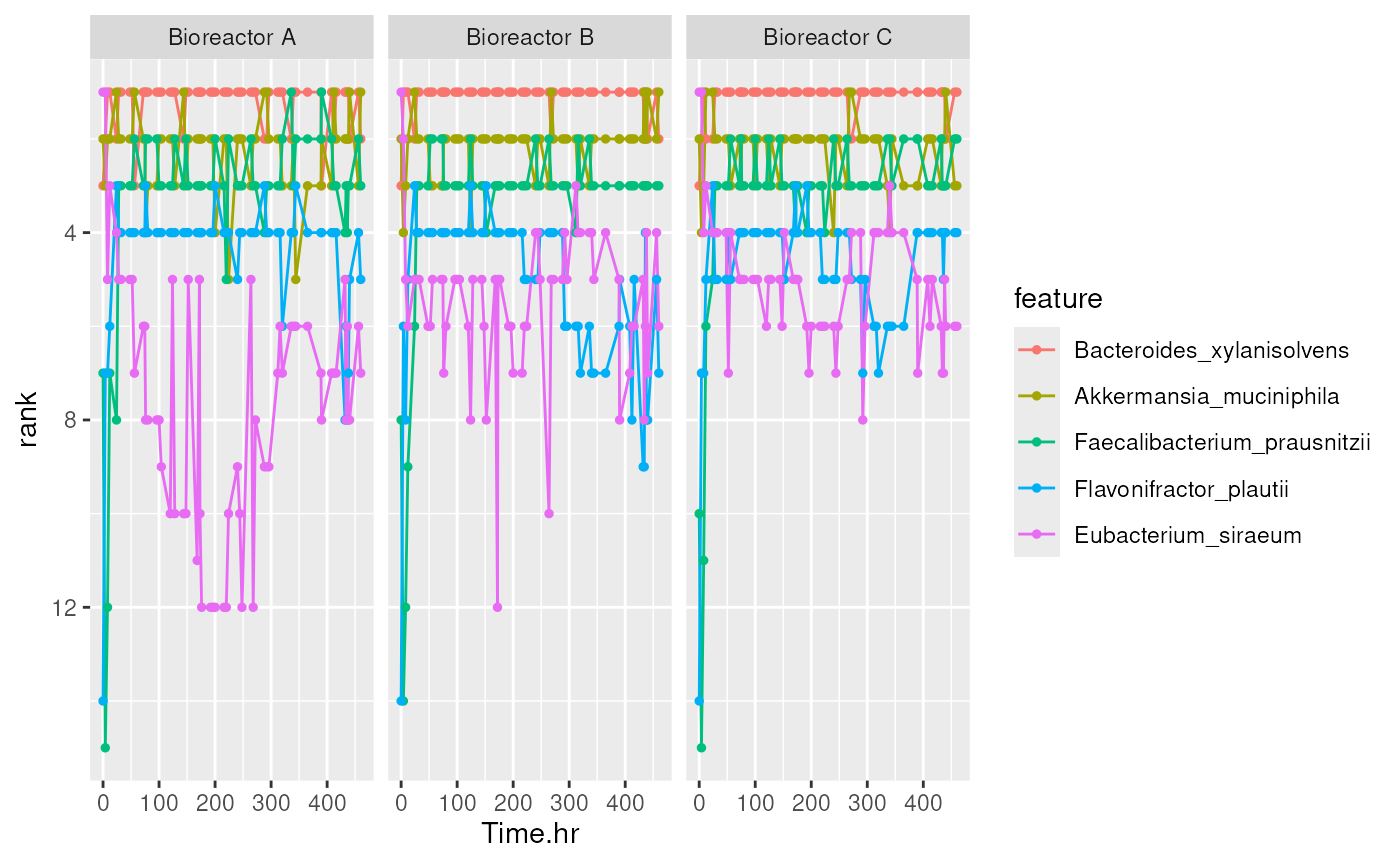 Bioreactor A
Bioreactor B
Bioreactor C
rank
4
8
12
0 100 200 300 400
0 100 200 300 400
0 100 200 300 400
Time.hr
feature
Bacteroides_xylanisolvens
Akkermansia_muciniphila
Faecalibacterium_prausnitzii
Flavonifractor_plautii
Eubacterium_siraeum